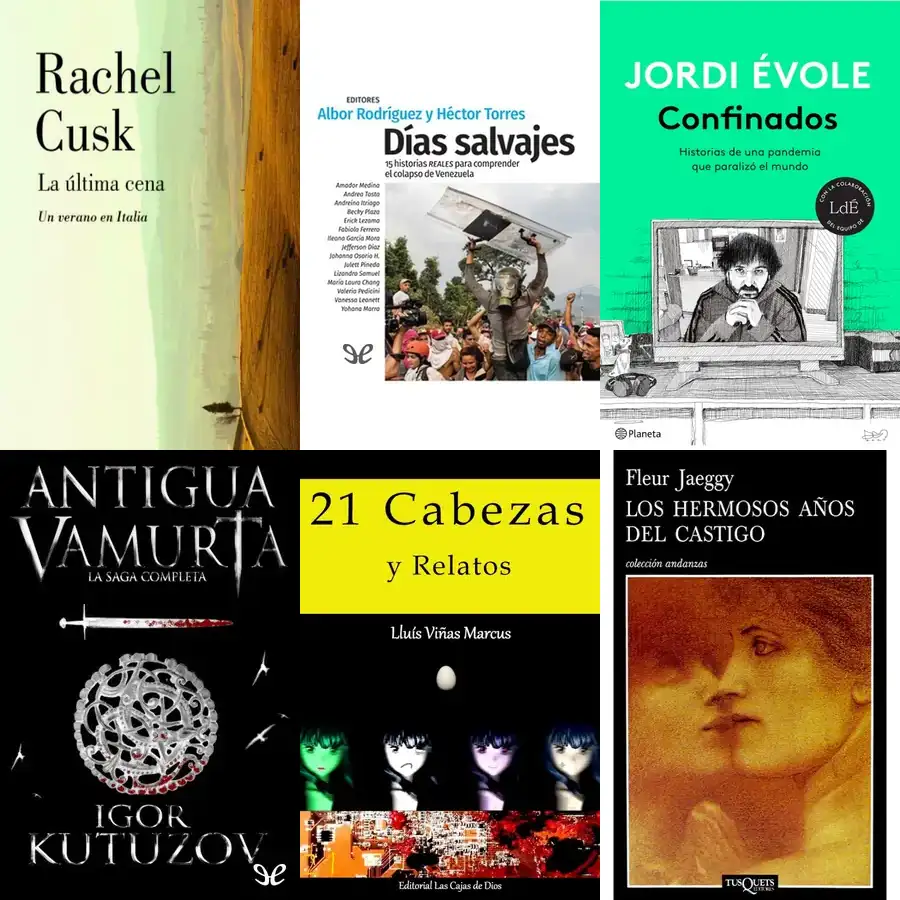 Rachel
Cusk
La última cena
Un verano en Italia
EDITORES
Albor Rodríguez y Héctor Torres
Días salvajes
15 historias REALES para comprender
el colapso de Venezuela
Amador Medina
Andrea Tosta
Andreína Itriago
Becky Plaza
Erick Lezama
Fabiola Ferrero
Ileana García Mora
Jefferson Díaz
Johanna Osorio H.
Julett Pineda
Lizandro Samuel
María Laura Chang
Valeria Pedicini
Vanessa Leonett
Yohana Marra
JORDI ÉVOLE
Confinados
Historias de una pandemia
que paralizó el mundo
CON LA COLABORACIÓN
LdÉ
DEL EQUIPO DE
Planeta
ANTIGUA
VAMURTA
LA SAGA COMPLETA
IGOR
KUTUZOV
21 Cabezas
y Relatos
Lluís Viñas Marcus
Editorial Las Cajas de Dios
Fleur Jaeggy
LOS HERMOSOS AÑOS
DEL CASTIGO
colección andanzas
TUSQUETS
EDITORES